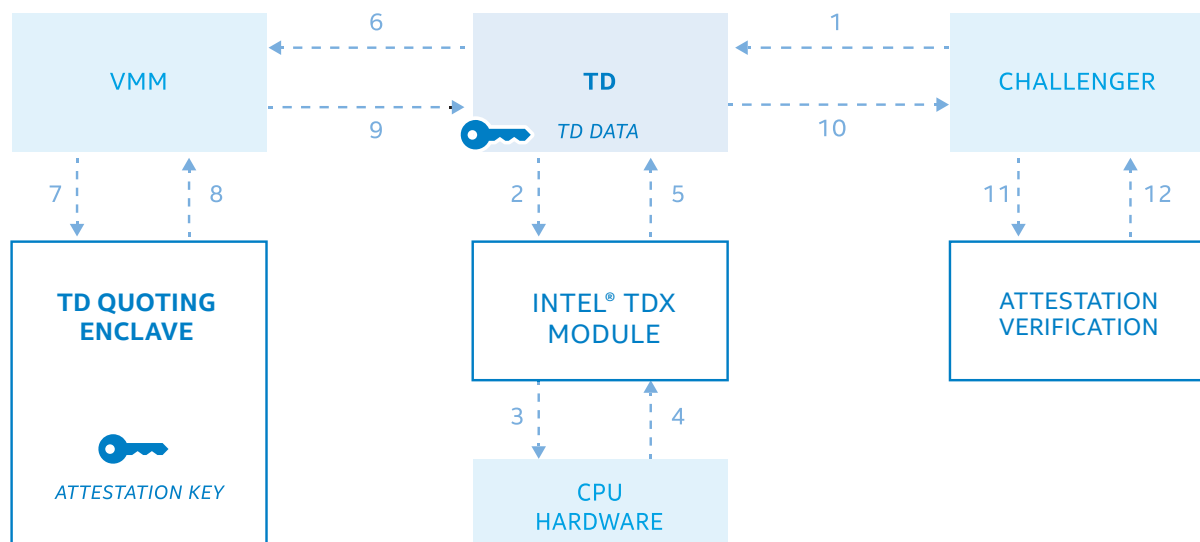 6
1
VMM
TD
CHALLENGER
9
TD DATA
10
7
8
2
5
11
12
TD QUOTING
ENCLAVE
INTEL® TDX
MODULE
ATTESTATION
VERIFICATION
3
4
ATTESTATION KEY
CPU
HARDWARE